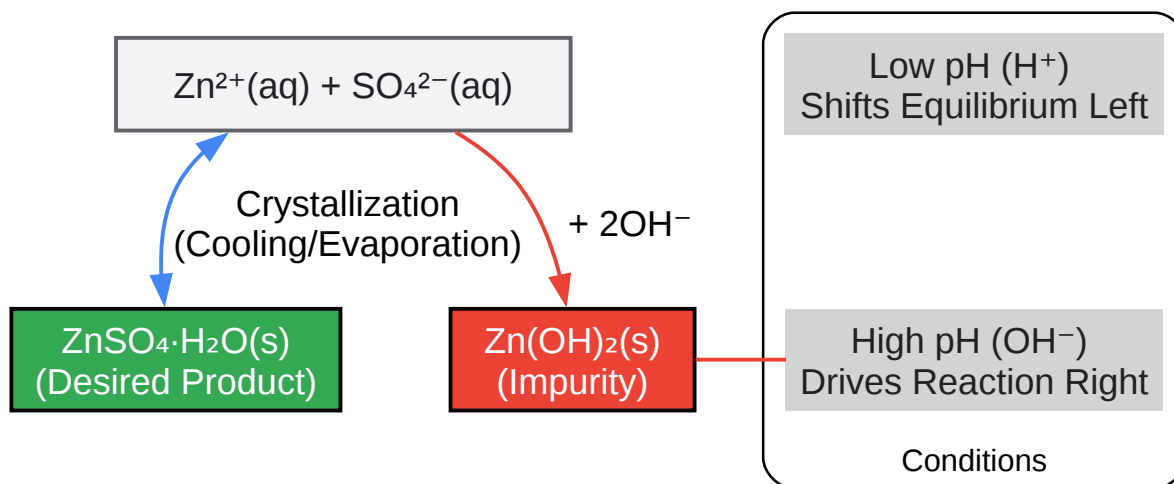 Zn²⁺(aq) + SO₄²⁻(aq)
Low pH (H⁺)
Shifts Equilibrium Left
Crystallization
(Cooling/Evaporation)
+ 2OH⁻
ZnSO₄·H₂O(s)
(Desired Product)
Zn(OH)₂(s)
(Impurity)
High pH (OH⁻)
Drives Reaction Right
Conditions